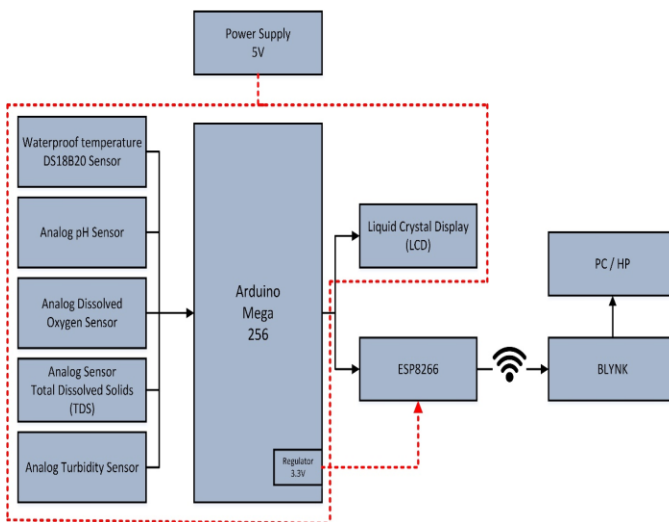 Power Supply
5V
Waterproof temperature
DS18B20 Sensor
Analog pH Sensor
Analog Dissolved
Oxygen Sensor
Analog Sensor
Total Dissolved Solids
(TDS)
Analog Turbidity Sensor
Arduino
Mega
256
Regulator
3.3V
Liquid Crystal Display
(LCD)
ESP8266
PC / HP
BLYNK